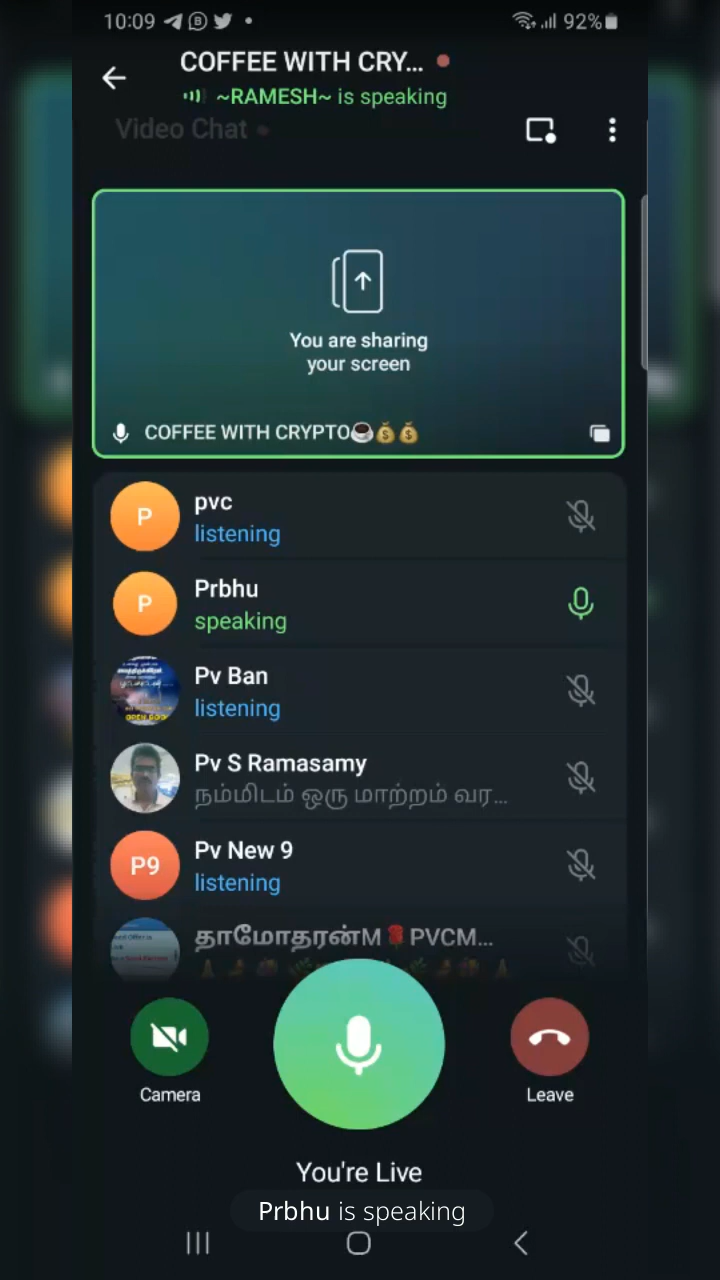 10:09 92%
COFFEE WITH CRY...
~RAMESH~ is speaking
Video Chat
You are sharing
your screen
COFFEE WITH CRYPTO☕💰💰
P pvc
listening
P Prbhu
speaking
Pv Ban
listening
OPEN GOD
Pv S Ramasamy
நம்மிடம் ஒரு மாற்றம் வர...
P9 Pv New 9
listening
தாமோதரன்M🌹PVCM...
Camera
Leave
You're Live
Prbhu is speaking